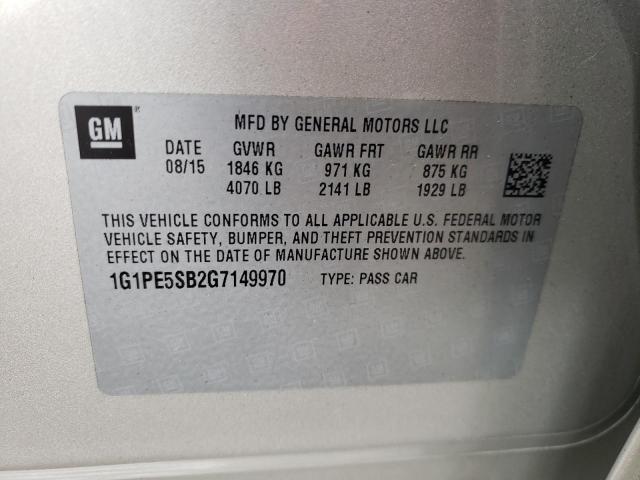 GM
MFD BY GENERAL MOTORS LLC
DATE GVWR GAWR FRT GAWR RR
08/15 1846 KG 971 KG 875 KG
4070 LB 2141 LB 1929 LB
THIS VEHICLE CONFORMS TO ALL APPLICABLE U.S. FEDERAL MOTOR
VEHICLE SAFETY, BUMPER, AND THEFT PREVENTION STANDARDS IN
EFFECT ON THE DATE OF MANUFACTURE SHOWN ABOVE.
1G1PE5SB2G7149970 TYPE: PASS CAR